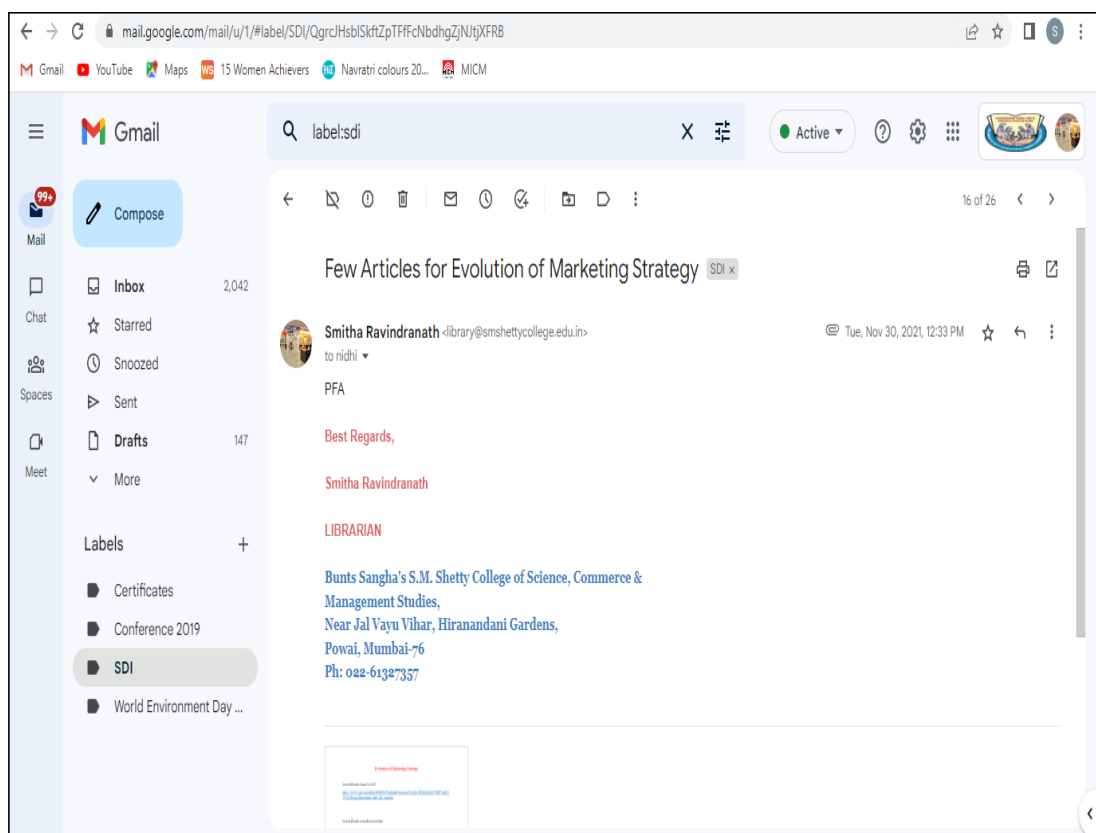 mail.google.com/mail/u/1/#label/SDI/QgrcJHsblSkftZpTFfFcNbdhgZjNJtjXFRB
S
Gmail YouTube Maps 15 Women Achievers Navratri colours 20... MICM
Gmail
label:sdi
Active
99+
Mail
Chat
Spaces
Meet
Compose
Inbox 2,042
Starred
Snoozed
Sent
Drafts 147
More
Labels
Certificates
Conference 2019
SDI
World Environment Day ...
16 of 26
Few Articles for Evolution of Marketing Strategy SDI x
Smitha Ravindranath <library@smshettycollege.edu.in> Tue, Nov 30, 2021, 12:33 PM
to nidhi
PFA
Best Regards,
Smitha Ravindranath
LIBRARIAN
Bunts Sangha's S.M. Shetty College of Science, Commerce &
Management Studies,
Near Jal Vayu Vihar, Hiranandani Gardens,
Powai, Mumbai-76
Ph: 022-61327357
Evolution of Marketing Strategy